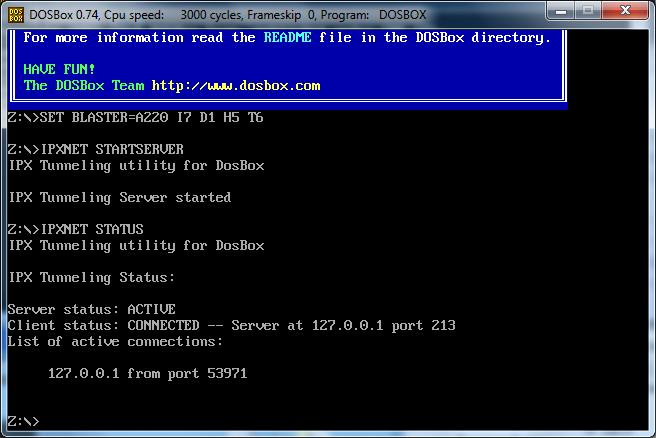 DOS
BOX
DOSBox 0.74, Cpu speed:    3000 cycles, Frameskip  0, Program:   DOSBOX
For more information read the README file in the DOSBox directory.
HAVE FUN!
The DOSBox Team http://www.dosbox.com
Z:\>SET BLASTER=A220 I7 D1 H5 T6
Z:\>IPXNET STARTSERVER
IPX Tunneling utility for DosBox
IPX Tunneling Server started
Z:\>IPXNET STATUS
IPX Tunneling utility for DosBox
IPX Tunneling Status:
Server status: ACTIVE
Client status: CONNECTED -- Server at 127.0.0.1 port 213
List of active connections:
127.0.0.1 from port 53971
Z:\>